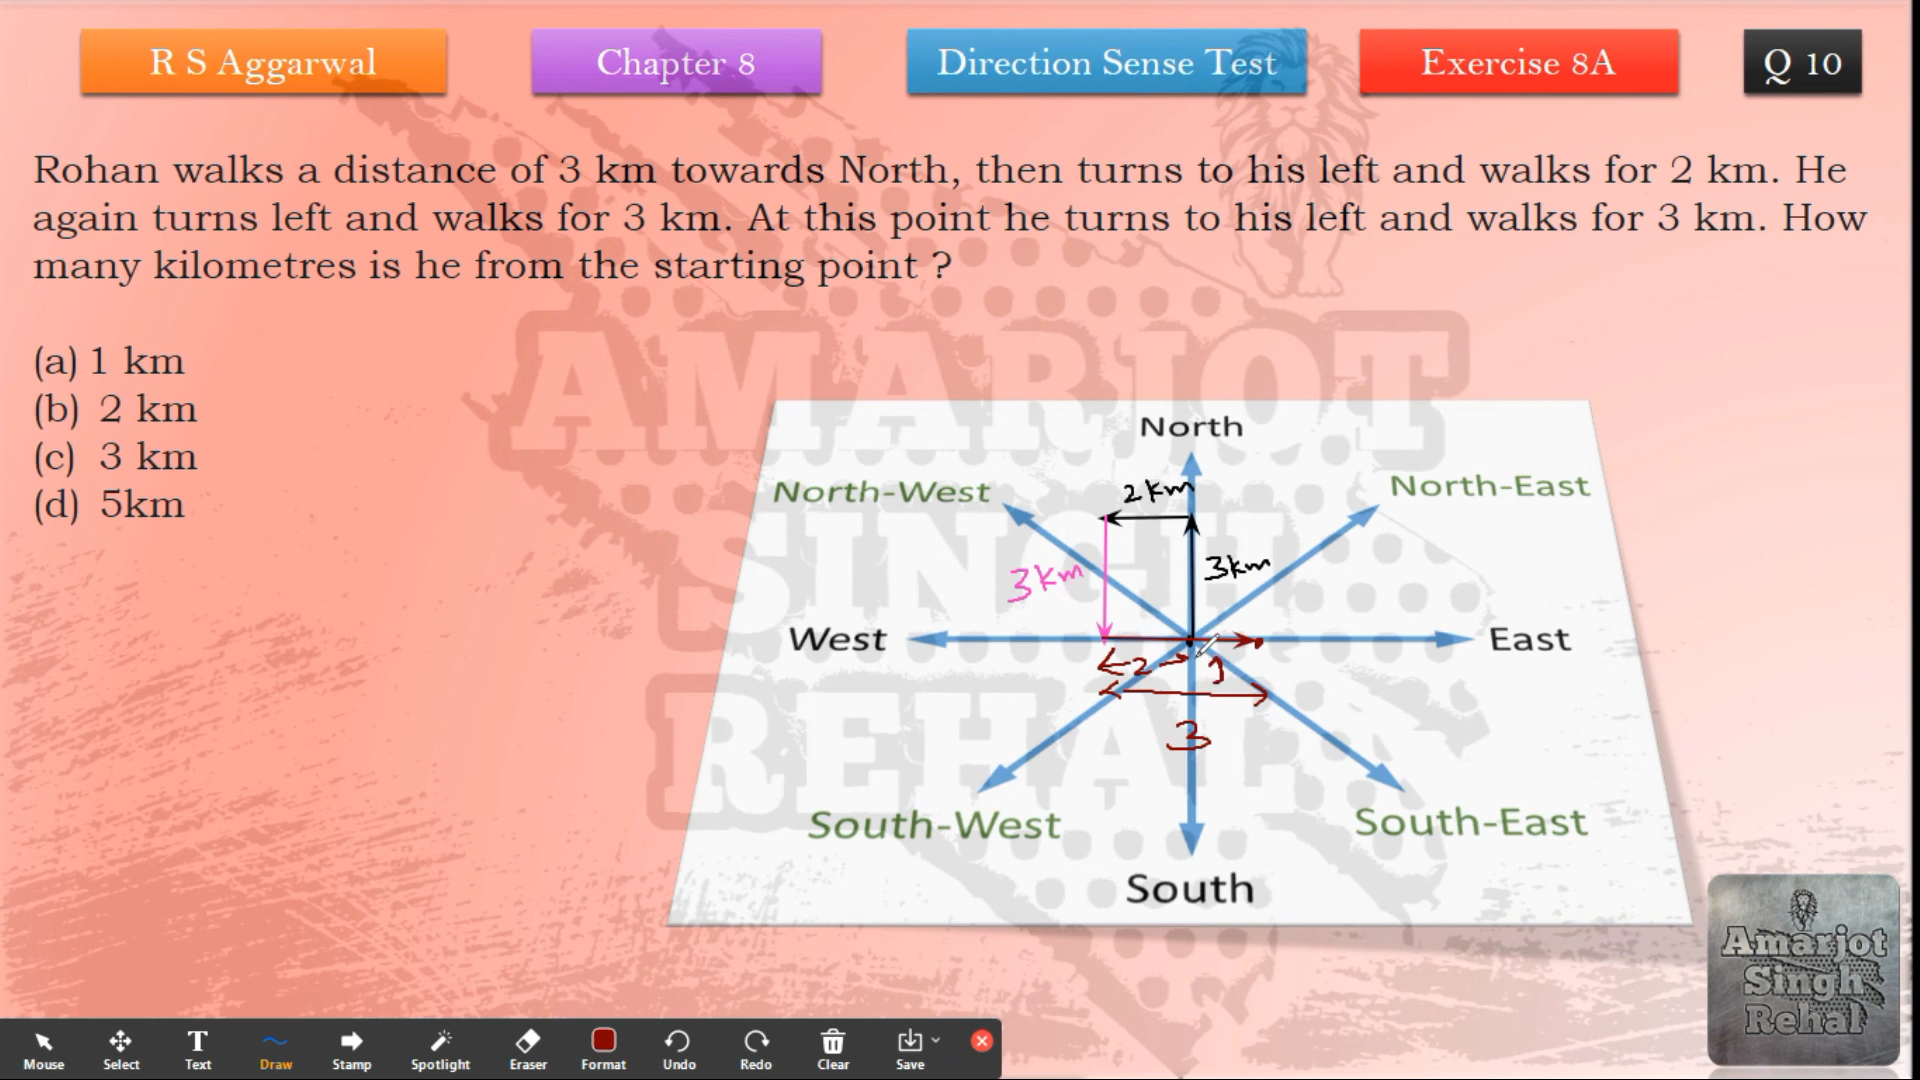 R S Aggarwal
Chapter 8
Direction Sense Test
Exercise 8A
Q 10
Rohan walks a distance of 3 km towards North, then turns to his left and walks for 2 km. He
again turns left and walks for 3 km. At this point he turns to his left and walks for 3 km. How
many kilometres is he from the starting point ?
(a) 1 km
(b) 2 km
(c) 3 km
(d) 5km
AMARJOT
SINGH
REHAL
North
North-West
North-East
2km
3km
3km
West
East
2
1
3
South-West
South-East
South
Amarjot
Singh
Rehal
Mouse
Select
T
Text
Draw
Stamp
Spotlight
Eraser
Format
Undo
Redo
Clear
Save